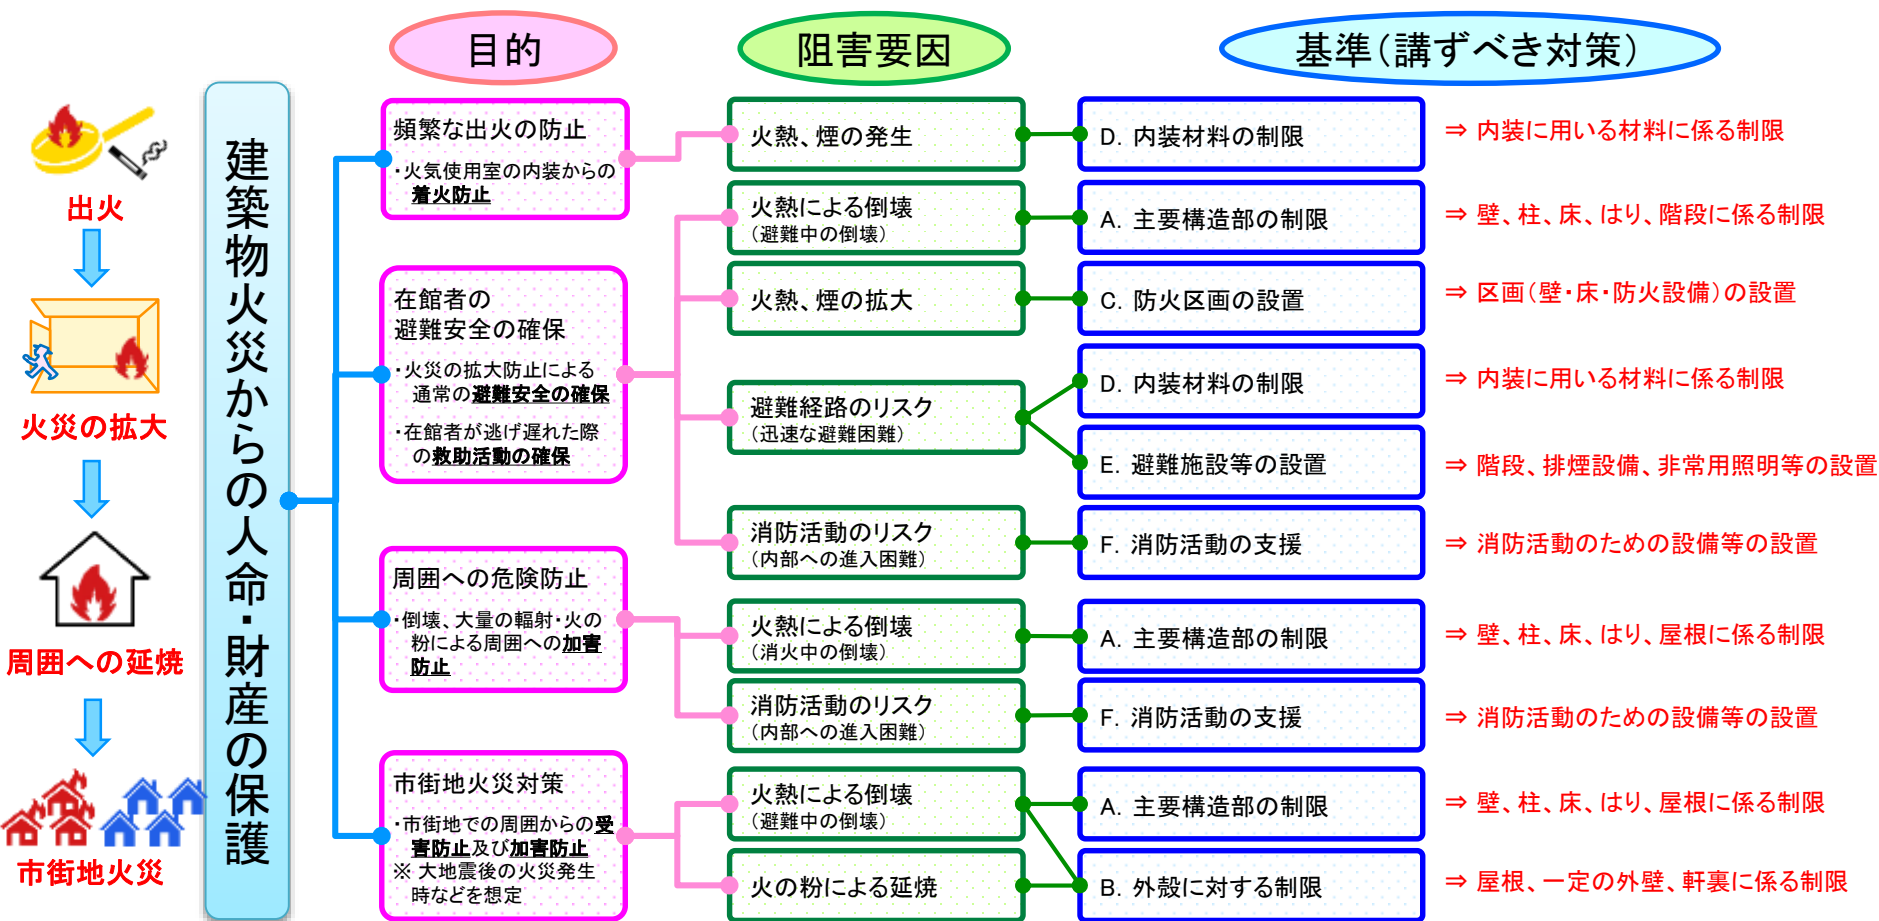 目的
阻害要因
基準（講ずべき対策）
出火
火災の拡大
周囲への延焼
市街地火災
建築物火災からの人命・財産の保護
頻繁な出火の防止
・火気使用室の内装からの
着火防止
在館者の
避難安全の確保
・火災の拡大防止による
通常の避難安全の確保
・在館者が逃げ遅れた際
の救助活動の確保
周囲への危険防止
・倒壊、大量の輻射・火の
粉による周囲への加害
防止
市街地火災対策
・市街地での周囲からの受
害防止及び加害防止
※ 大地震後の火災発生
時などを想定
火熱、煙の発生
火熱による倒壊
（避難中の倒壊）
火熱、煙の拡大
避難経路のリスク
（迅速な避難困難）
消防活動のリスク
（内部への進入困難）
火熱による倒壊
（消火中の倒壊）
消防活動のリスク
（内部への進入困難）
火熱による倒壊
（避難中の倒壊）
火の粉による延焼
D. 内装材料の制限
⇒ 内装に用いる材料に係る制限
A. 主要構造部の制限
⇒ 壁、柱、床、はり、階段に係る制限
C. 防火区画の設置
⇒ 区画（壁・床・防火設備）の設置
D. 内装材料の制限
⇒ 内装に用いる材料に係る制限
E. 避難施設等の設置
⇒ 階段、排煙設備、非常用照明等の設置
F. 消防活動の支援
⇒ 消防活動のための設備等の設置
A. 主要構造部の制限
⇒ 壁、柱、床、はり、屋根に係る制限
F. 消防活動の支援
⇒ 消防活動のための設備等の設置
A. 主要構造部の制限
⇒ 壁、柱、床、はり、屋根に係る制限
B. 外殻に対する制限
⇒ 屋根、一定の外壁、軒裏に係る制限